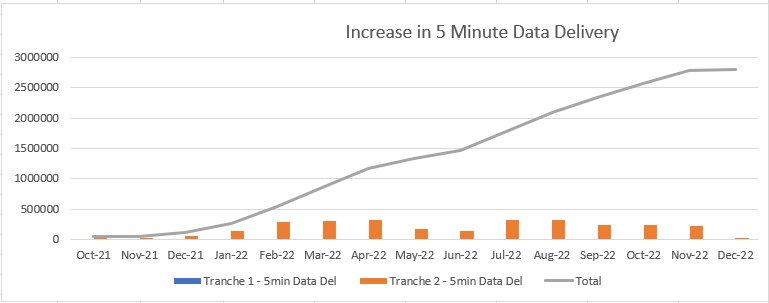 Increase in 5 Minute Data Delivery
3000000
2500000
2000000
1500000
1000000
500000
0
Oct-21 Nov-21 Dec-21 Jan-22 Feb-22 Mar-22 Apr-22 May-22 Jun-22 Jul-22 Aug-22 Sep-22 Oct-22 Nov-22 Dec-22
Tranche 1 - 5min Data Del Tranche 2 - 5min Data Del Total